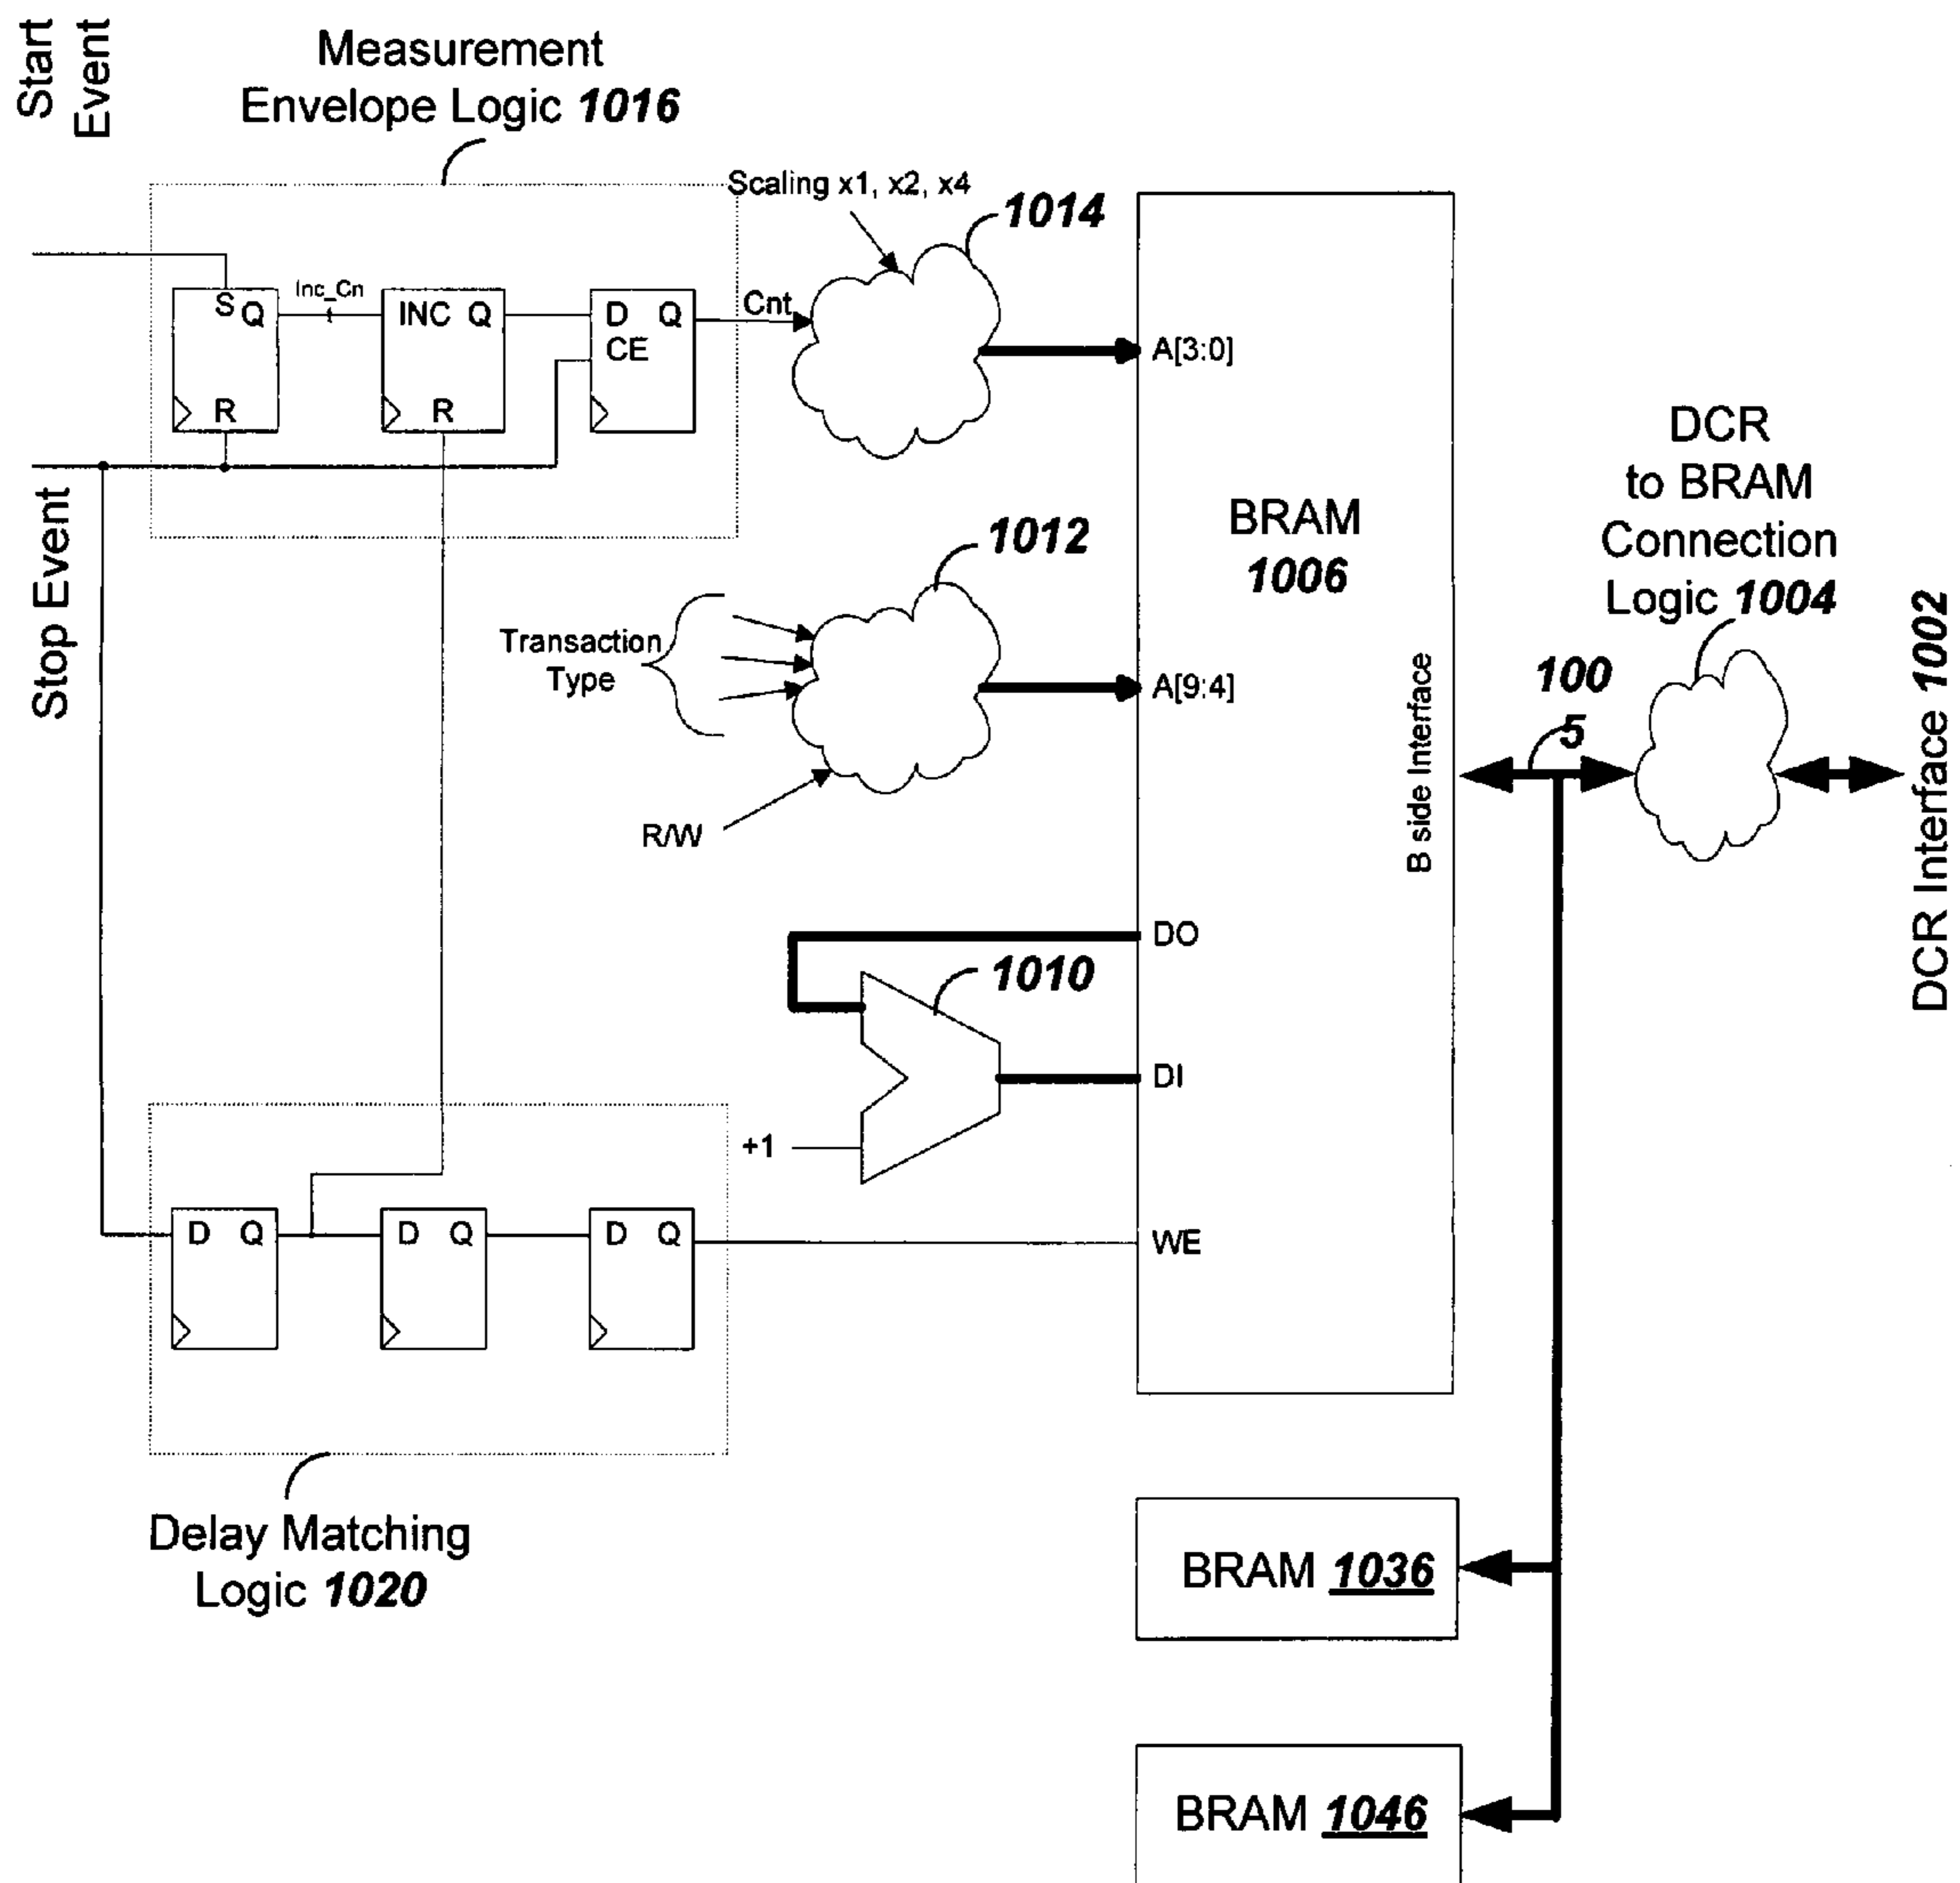 Start
Event
Measurement
Envelope Logic 1016
Scaling x1, x2, x4
1014
S
Q
Inc_Cn
INC
Q
D
Q
CE
Cnt
R
R
A[3:0]
Stop Event
DCR
to BRAM
Connection
Logic 1004
BRAM
1006
1012
Transaction
Type
A[9:4]
R/W
B side Interface
100
5
DCR Interface 1002
DO
1010
DI
+1
D
Q
D
Q
D
Q
WE
Delay Matching
Logic 1020
BRAM 1036
BRAM 1046